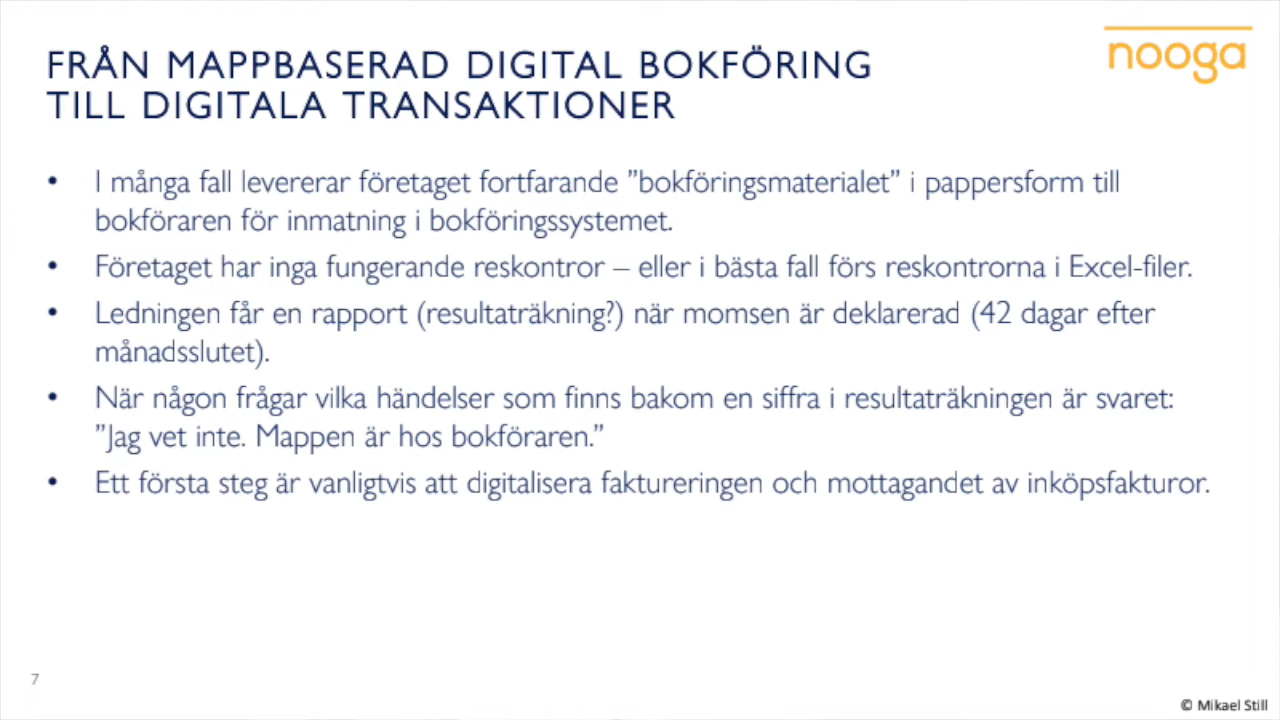 FRÅN MAPPBASERAD DIGITAL BOKFÖRING
TILL DIGITALA TRANSAKTIONER
nooga
• I många fall levererar företaget fortfarande ”bokföringsmaterialet” i pappersform till
bokföraren för inmatning i bokföringssystemet.
• Företaget har inga fungerande reskontror – eller i bästa fall förs reskontrorna i Excel-filer.
• Ledningen får en rapport (resultaträkning?) när momsen är deklarerad (42 dagar efter
månadsslutet).
• När någon frågar vilka händelser som finns bakom en siffra i resultaträkningen är svaret:
”Jag vet inte. Mappen är hos bokföraren.”
• Ett första steg är vanligtvis att digitalisera faktureringen och mottagandet av inköpsfakturor.
7
© Mikael Still